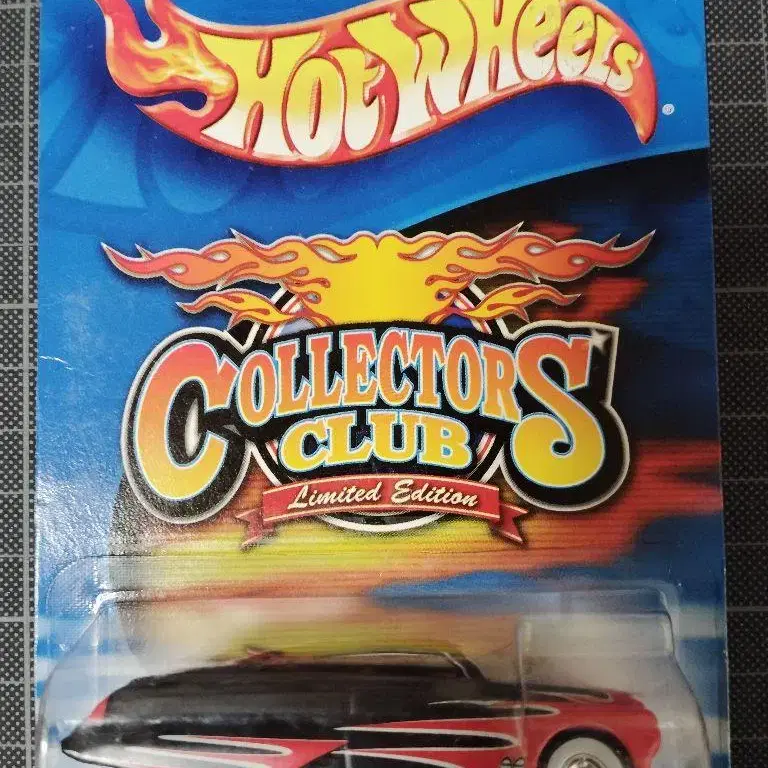 HOT WHEELS
®
COLLECTORS
CLUB
Limited Edition